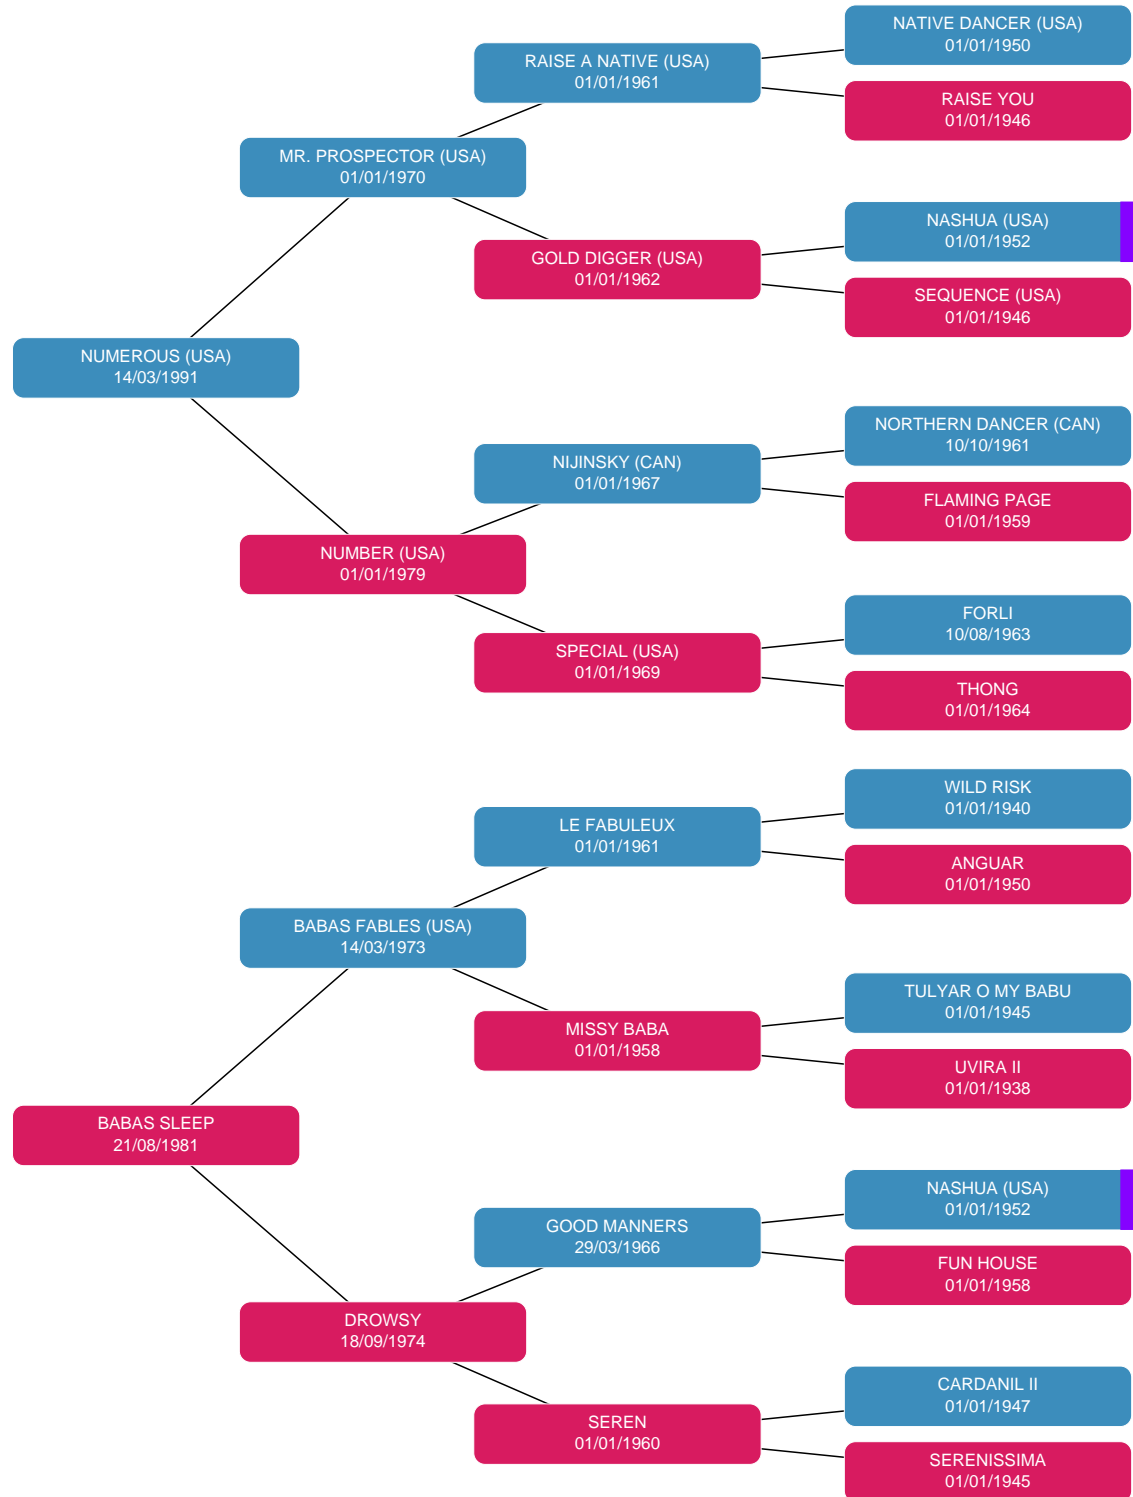 NATIVE DANCER (USA)
01/01/1950
RAISE A NATIVE (USA)
01/01/1961
RAISE YOU
01/01/1946
MR. PROSPECTOR (USA)
01/01/1970
NASHUA (USA)
01/01/1952
GOLD DIGGER (USA)
01/01/1962
SEQUENCE (USA)
01/01/1946
NUMEROUS (USA)
14/03/1991
NORTHERN DANCER (CAN)
10/10/1961
NIJINSKY (CAN)
01/01/1967
FLAMING PAGE
01/01/1959
NUMBER (USA)
01/01/1979
FORLI
10/08/1963
SPECIAL (USA)
01/01/1969
THONG
01/01/1964
WILD RISK
01/01/1940
LE FABULEUX
01/01/1961
ANGUAR
01/01/1950
BABAS FABLES (USA)
14/03/1973
TULYAR O MY BABU
01/01/1945
MISSY BABA
01/01/1958
UVIRA II
01/01/1938
BABAS SLEEP
21/08/1981
NASHUA (USA)
01/01/1952
GOOD MANNERS
29/03/1966
FUN HOUSE
01/01/1958
DROWSY
18/09/1974
CARDANIL II
01/01/1947
SEREN
01/01/1960
SERENISSIMA
01/01/1945